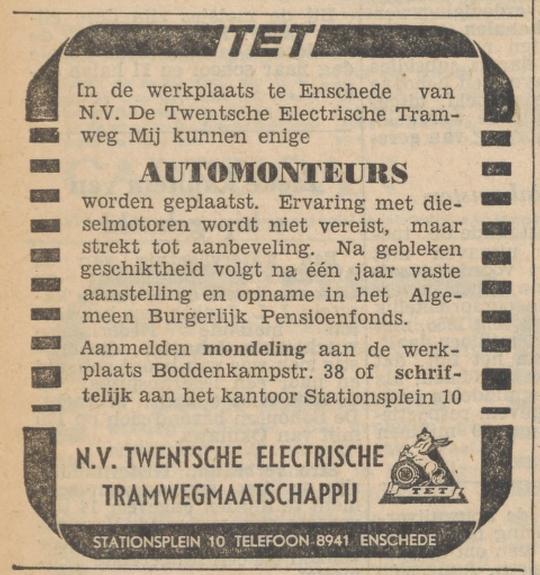 TET
In de werkplaats te Enschede van
N.V. De Twentsche Electrische Tram-
weg Mij kunnen enige
AUTOMONTEURS
worden geplaatst. Ervaring met die-
selmotoren wordt niet vereist, maar
strekt tot aanbeveling. Na gebleken
geschiktheid volgt na één jaar vaste
aanstelling en opname in het Alge-
meen Burgerlijk Pensioenfonds.
Aanmelden mondeling aan de werk-
plaats Boddenkampstr. 38 of schrif-
telijk aan het kantoor Stationsplein 10
N.V. TWENTSCHE ELECTRISCHE
TRAMWEGMAATSCHAPPIJ
TET
STATIONSPLEIN 10 TELEFOON 8941 ENSCHEDE